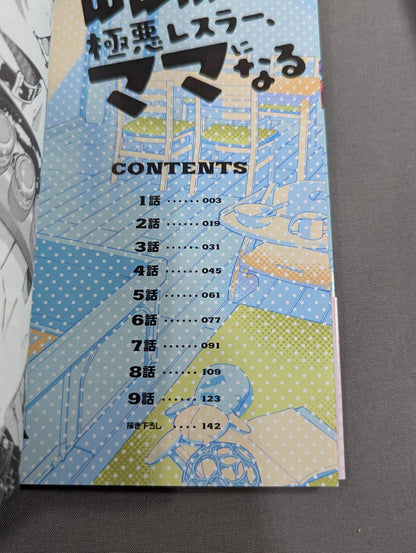 極悪レスラー、
ママになる
CONTENTS
1話 ・・・・・・ 003
2話 ・・・・・・ 019
3話 ・・・・・・ 031
4話 ・・・・・・ 045
5話 ・・・・・・ 061
6話 ・・・・・・ 077
7話 ・・・・・・ 091
8話 ・・・・・・ 109
9話 ・・・・・・ 123
描き下ろし ・・・・・ 142